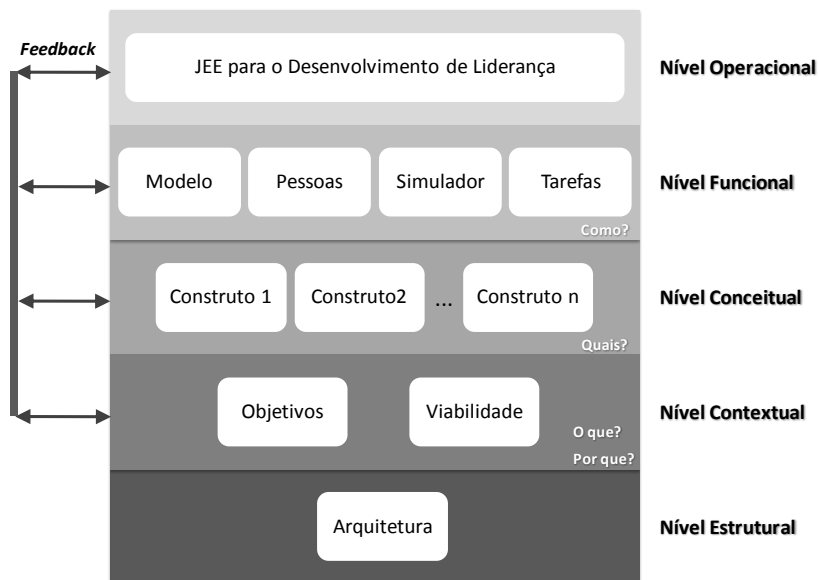 Feedback
JEE para o Desenvolvimento de Liderança
Nível Operacional
Modelo
Pessoas
Simulador
Tarefas
Nível Funcional
Como?
Construto 1
Construto2
...
Construto n
Nível Conceitual
Quais?
Objetivos
Viabilidade
Nível Contextual
O que?
Por que?
Arquitetura
Nível Estrutural